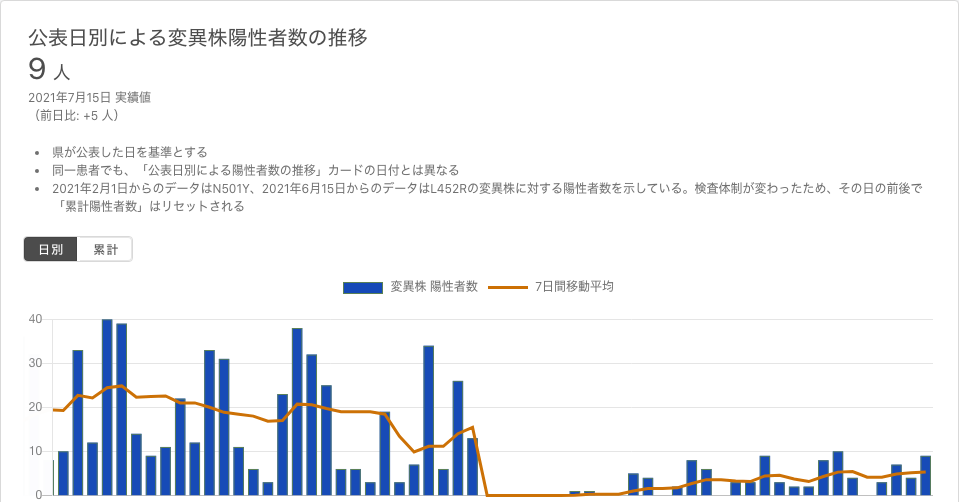 公表日別による変異株陽性者数の推移
9 人
2021年7月15日 実績値
（前日比: +5 人）
• 県が公表した日を基準とする
• 同一患者でも、「公表日別による陽性者数の推移」カードの日付とは異なる
• 2021年2月1日からのデータはN501Y、2021年6月15日からのデータはL452Rの変異株に対する陽性者数を示している。検査体制が変わったため、その日の前後で
「累計陽性者数」はリセットされる
日別 累計
変異株 陽性者数 7日間移動平均
40
30
20
10
0